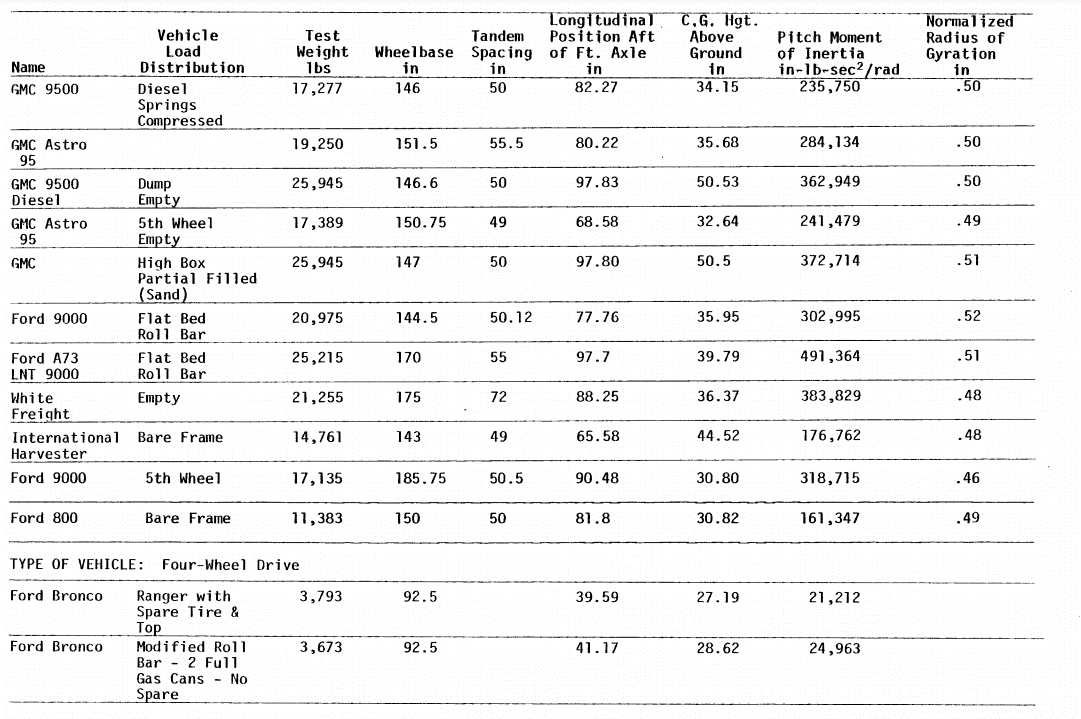 Longitudinal C.G. Hgt. Normalized
Vehicle Test Tandem Position Aft Above Pitch Moment Radius of
Load Weight Wheelbase Spacing of Ft. Axle Ground of Inertia Gyration
Name Distribution lbs in in in in in-lb-sec²/rad in
GMC 9500 Diesel 17,277 146 50 82.27 34.15 235,750 .50
Springs
Compressed
GMC Astro 19,250 151.5 55.5 80.22 35.68 284,134 .50
95
GMC 9500 Dump 25,945 146.6 50 97.83 50.53 362,949 .50
Diesel Empty
GMC Astro 5th Wheel 17,389 150.75 49 68.58 32.64 241,479 .49
95 Empty
GMC High Box 25,945 147 50 97.80 50.5 372,714 .51
Partial Filled
(Sand)
Ford 9000 Flat Bed 20,975 144.5 50.12 77.76 35.95 302,995 .52
Roll Bar
Ford A73 Flat Bed 25,215 170 55 97.7 39.79 491,364 .51
LNT 9000 Roll Bar
White Empty 21,255 175 72 88.25 36.37 383,829 .48
Freight
International Bare Frame 14,761 143 49 65.58 44.52 176,762 .48
Harvester
Ford 9000 5th Wheel 17,135 185.75 50.5 90.48 30.80 318,715 .46
Ford 800 Bare Frame 11,383 150 50 81.8 30.82 161,347 .49
TYPE OF VEHICLE: Four-Wheel Drive
Ford Bronco Ranger with 3,793 92.5 39.59 27.19 21,212
Spare Tire &
Top
Ford Bronco Modified Roll 3,673 92.5 41.17 28.62 24,963
Bar - 2 Full
Gas Cans - No
Spare